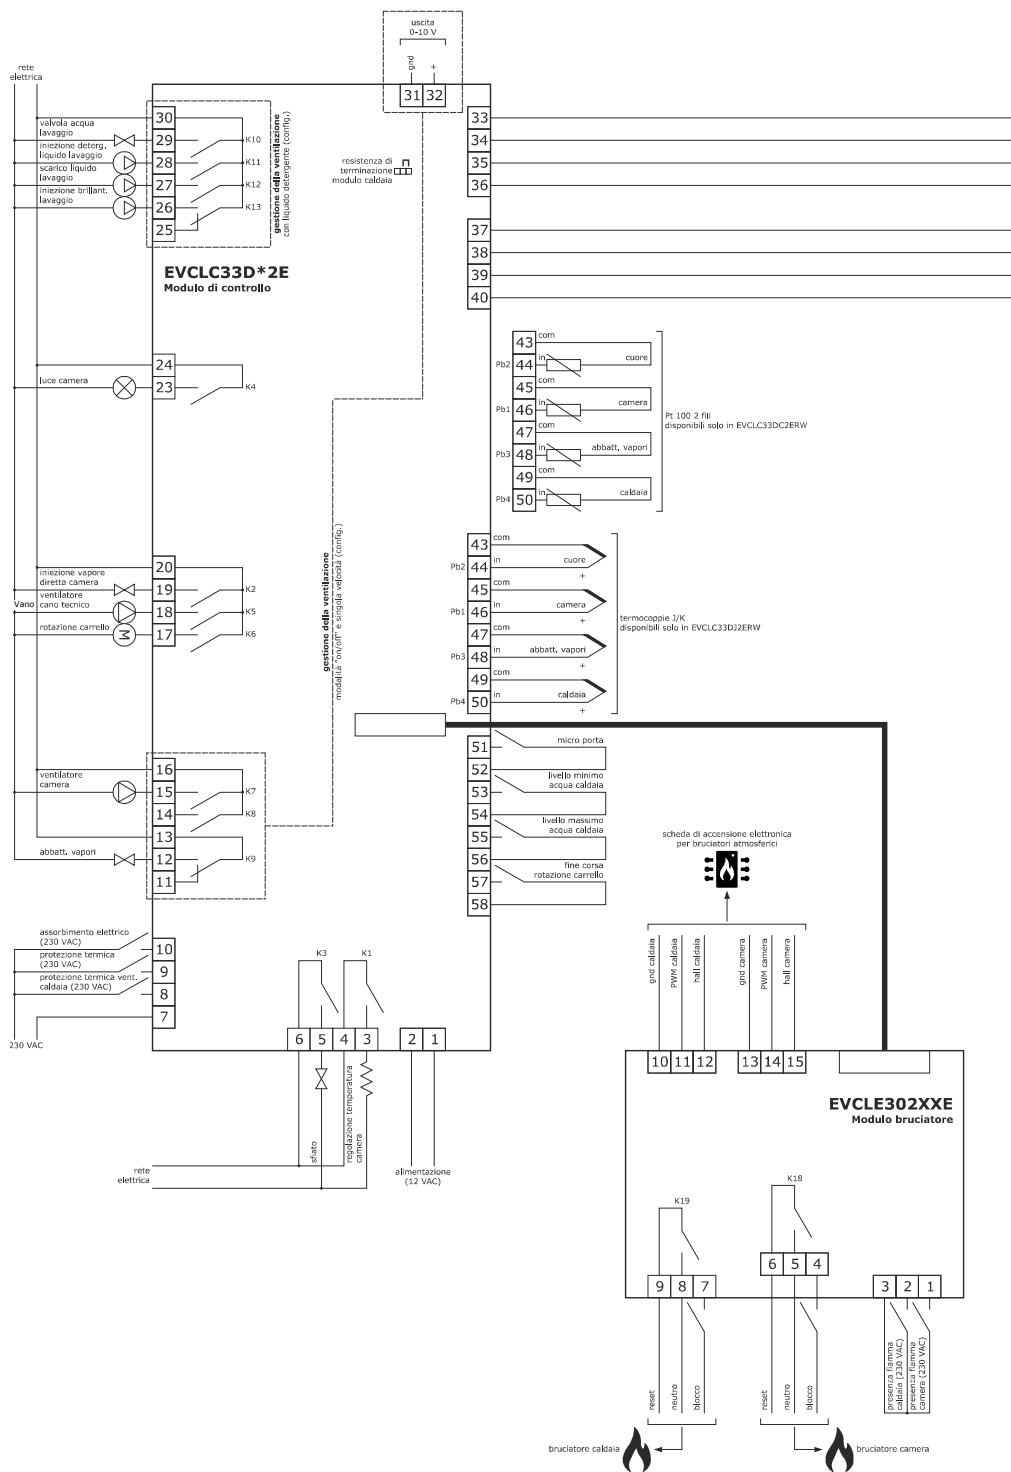 uscita
0-10 V
gnd
+
31
32
rete
elettrica
30
valvola acqua
lavaggio
29
K10
iniezione deterg.
liquido lavaggio
28
K11
scarico liquido
lavaggio
27
K12
iniezione brillant.
lavaggio
26
K13
25
gestione della ventilazione
con liquido detergente (config.)
resistenza di
terminazione
modulo caldaia
33
34
35
36
37
38
39
40
EVCLC33D*2E
Modulo di controllo
24
luce camera
23
K4
43
com
Pb2
44
in
cuore
45
com
Pb1
46
in
camera
47
com
Pb3
48
in
abbatt. vapori
49
com
Pb4
50
in
caldaia
Pt 100 2 fili
disponibili solo in EVCLC33DC2ERW
gestione della ventilazione
modalità "on/off" e singola velocità (config.)
20
iniezione vapore
diretta camera
19
K2
ventilatore
cano tecnico
Vano
18
K5
rotazione carrello
M
17
K6
43
com
Pb2
44
in
cuore
+
45
com
Pb1
46
in
camera
+
47
com
Pb3
48
in
abbatt. vapori
+
49
com
Pb4
50
in
caldaia
+
termocoppie J/K
disponibili solo in EVCLC33DJ2ERW
51
micro porta
52
53
livello minimo
acqua caldaia
54
55
livello massimo
acqua caldaia
56
57
fine corsa
rotazione carrello
58
16
ventilatore
camera
15
K7
14
K8
13
abbatt. vapori
12
K9
11
assorbimento elettrico
(230 VAC)
10
protezione termica
(230 VAC)
9
protezione termica vent.
caldaia (230 VAC)
8
7
230 VAC
K3
K1
6
5
4
3
2
1
sfiato
regolazione temperatura
camera
rete
elettrica
alimentazione
(12 VAC)
scheda di accensione elettronica
per bruciatori atmosferici
gnd caldaia
PWM caldaia
hall caldaia
gnd camera
PWM camera
hall camera
10
11
12
13
14
15
EVCLE302XXE
Modulo bruciatore
K19
K18
6
5
4
9
8
7
3
2
1
reset
neutro
blocco
reset
neutro
blocco
presenza fiamma
caldaia (230 VAC)
presenza fiamma
camera (230 VAC)
bruciatore caldaia
bruciatore camera